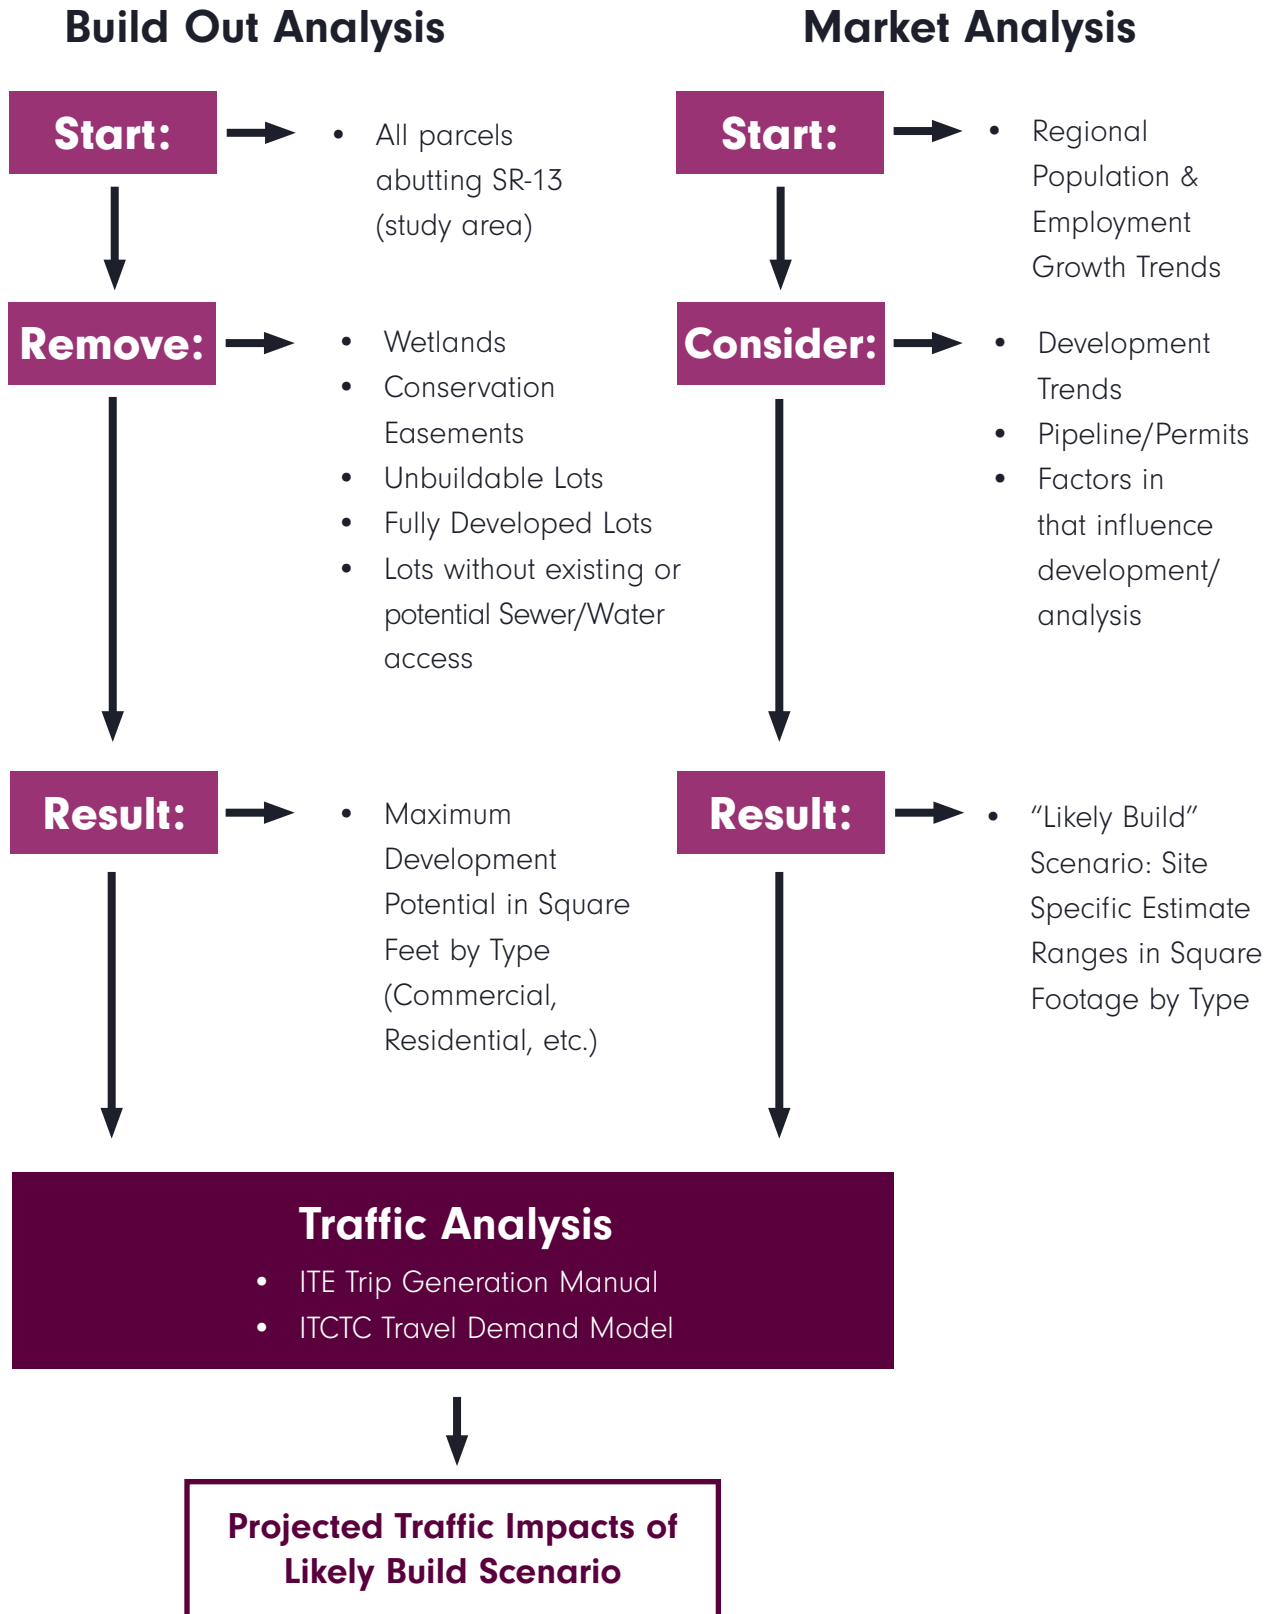 Build Out Analysis
Start:
• All parcels
abutting SR-13
(study area)
Remove:
• Wetlands
• Conservation
Easements
• Unbuildable Lots
• Fully Developed Lots
• Lots without existing or
potential Sewer/Water
access
Result:
• Maximum
Development
Potential in Square
Feet by Type
(Commercial,
Residential, etc.)
Market Analysis
Start:
• Regional
Population &
Employment
Growth Trends
Consider:
• Development
Trends
• Pipeline/Permits
• Factors in
that influence
development/
analysis
Result:
• “Likely Build”
Scenario: Site
Specific Estimate
Ranges in Square
Footage by Type
Traffic Analysis
• ITE Trip Generation Manual
• ITCTC Travel Demand Model
Projected Traffic Impacts of
Likely Build Scenario